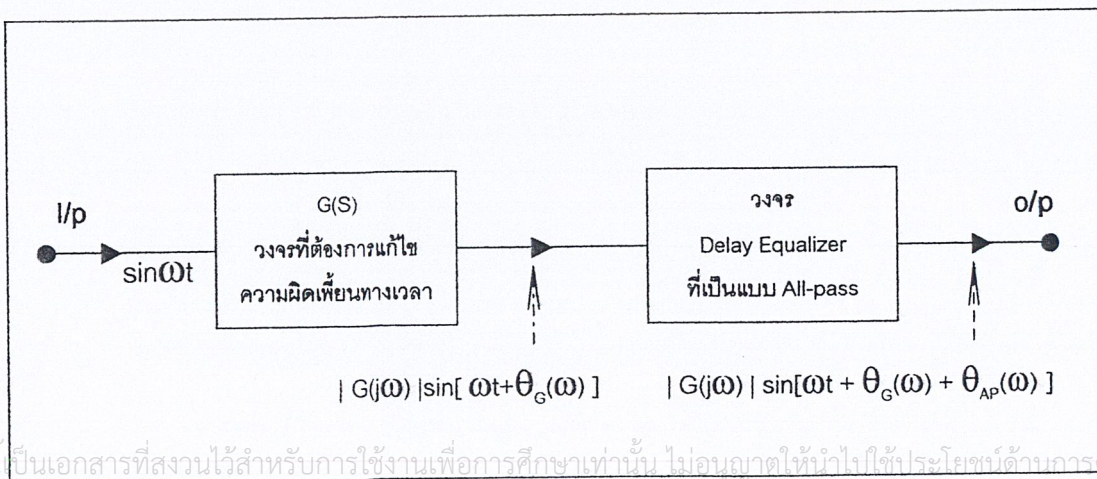 I/p
sinωt
G(S)
วงจรที่ต้องการแก้ไข
ความผิดเพี้ยนทางเวลา
| G(jω) |sin[ ωt+θG(ω) ]
วงจร
Delay Equalizer
ที่เป็นแบบ All-pass
o/p
| G(jω) | sin[ωt + θG(ω) + θAP(ω) ]
เป็นเอกสารที่สงวนไว้สำหรับการใช้งานเพื่อการศึกษาเท่านั้น ไม่อนุญาตให้นำไปใช้ประโยชน์ด้านการ